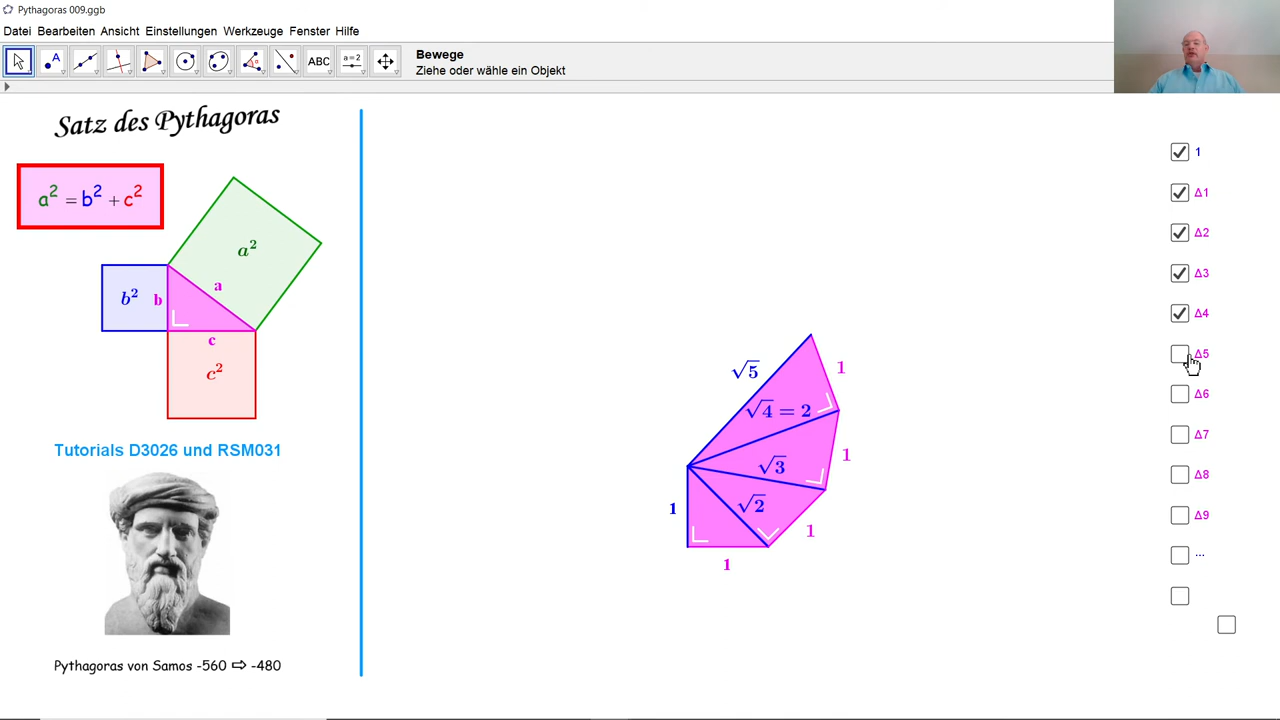 Pythagoras 009.ggb
Datei Bearbeiten Ansicht Einstellungen Werkzeuge Fenster Hilfe
A
ABC
a=2
Bewege
Ziehe oder wähle ein Objekt
Satz des Pythagoras
a² = b² + c²
a²
b²
b
a
c
c²
Tutorials D3026 und RSM031
Pythagoras von Samos -560 ⇨ -480
√5
1
√4 = 2
1
√3
1
√2
1
1
1
Δ1
Δ2
Δ3
Δ4
Δ5
Δ6
Δ7
Δ8
Δ9
...